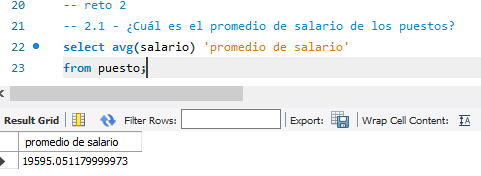 20 -- reto 2
21 -- 2.1 - ¿Cuál es el promedio de salario de los puestos?
22 select avg(salario) 'promedio de salario'
23 from puesto;
Result Grid Filter Rows: Export: Wrap Cell Content: IA
promedio de salario
19595.051179999973